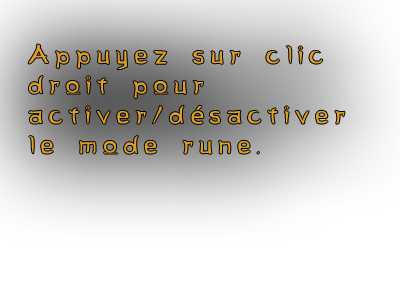 Appuyez sur clic
droit pour
activer/désactiver
le mode rune.